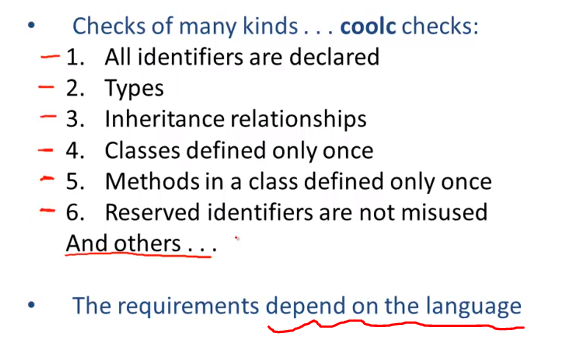 • Checks of many kinds . . . coolc checks:
1. All identifiers are declared
2. Types
3. Inheritance relationships
4. Classes defined only once
5. Methods in a class defined only once
6. Reserved identifiers are not misused
And others . . .
• The requirements depend on the language